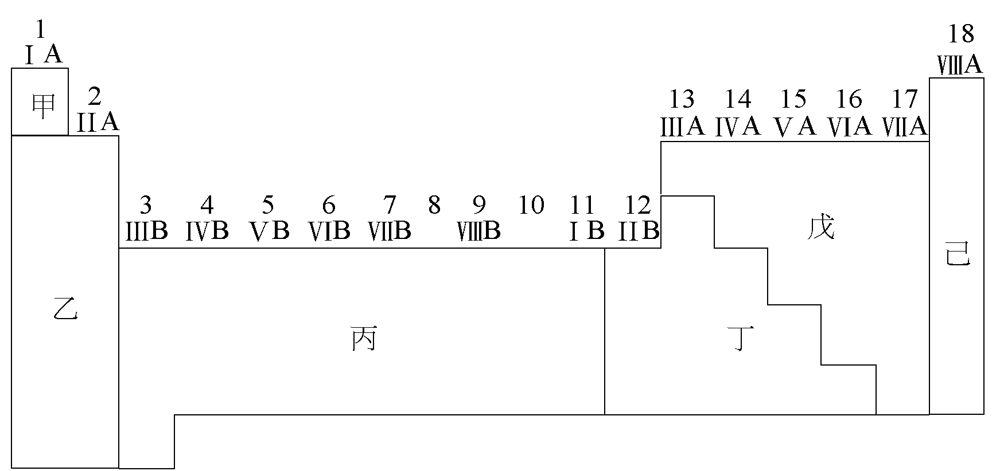 1
ⅠA
18
ⅧA
甲
2
ⅡA
13 14 15 16 17
ⅢA ⅣA ⅤA ⅥA ⅦA
3 4 5 6 7 8 9 10 11 12
ⅢB ⅣB ⅤB ⅥB ⅦB ⅧB ⅠB ⅡB
戊
己
乙
丙
丁